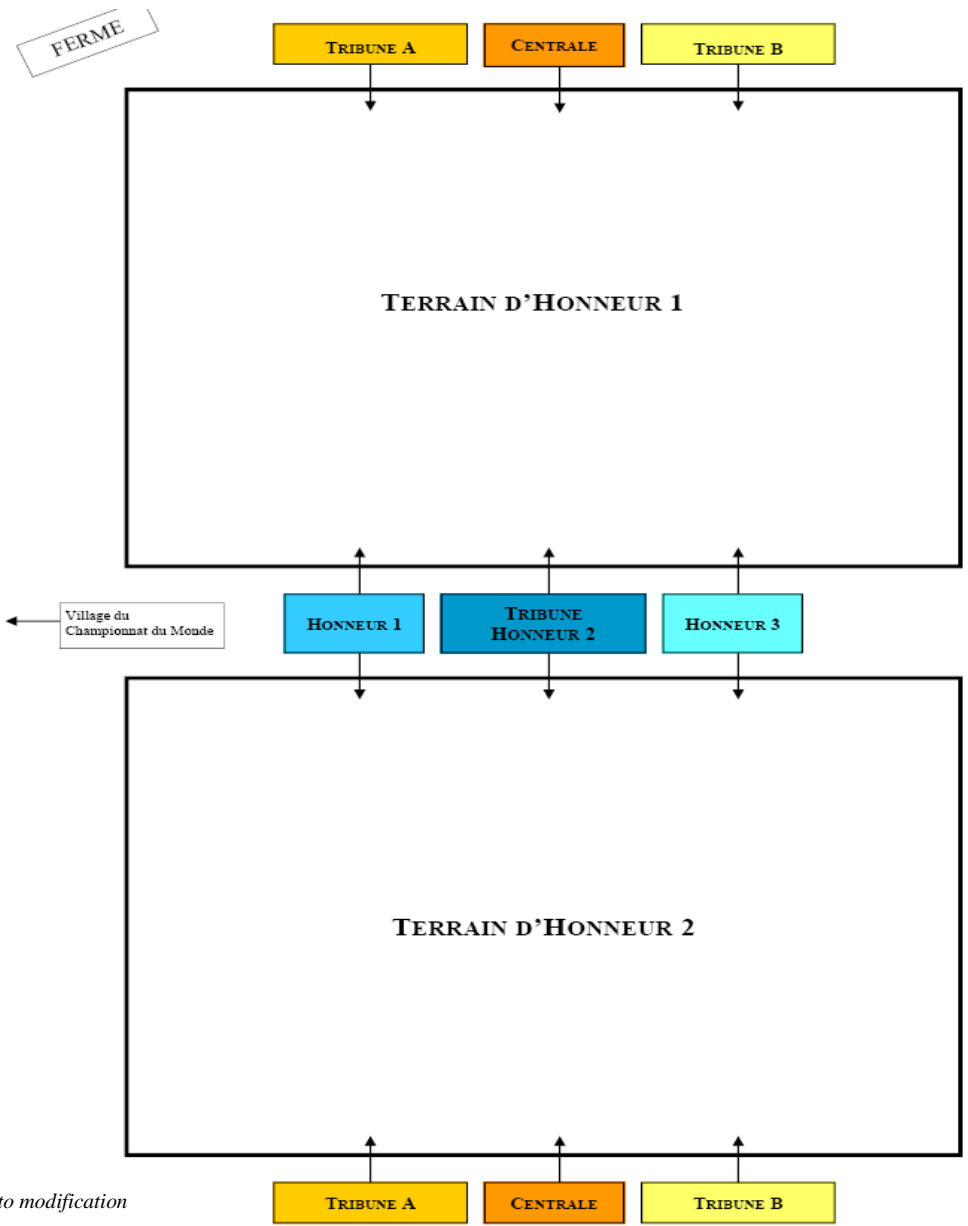 FERME
TRIBUNE A
CENTRALE
TRIBUNE B
TERRAIN D’HONNEUR 1
Village du
Championnat du Monde
HONNEUR 1
TRIBUNE
HONNEUR 2
HONNEUR 3
TERRAIN D’HONNEUR 2
to modification
TRIBUNE A
CENTRALE
TRIBUNE B